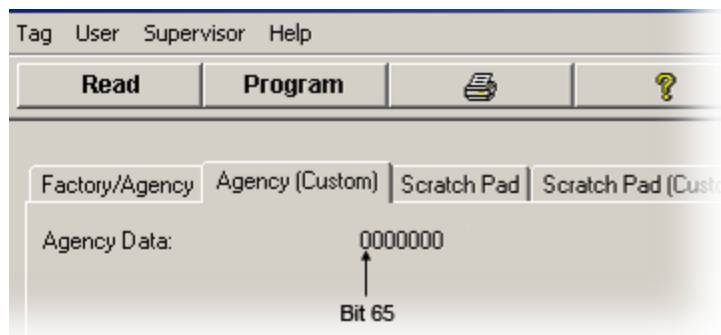 Tag User Supervisor Help
Read Program
Factory/Agency Agency (Custom) Scratch Pad Scratch Pad (Custo
Agency Data: 0000000
Bit 65